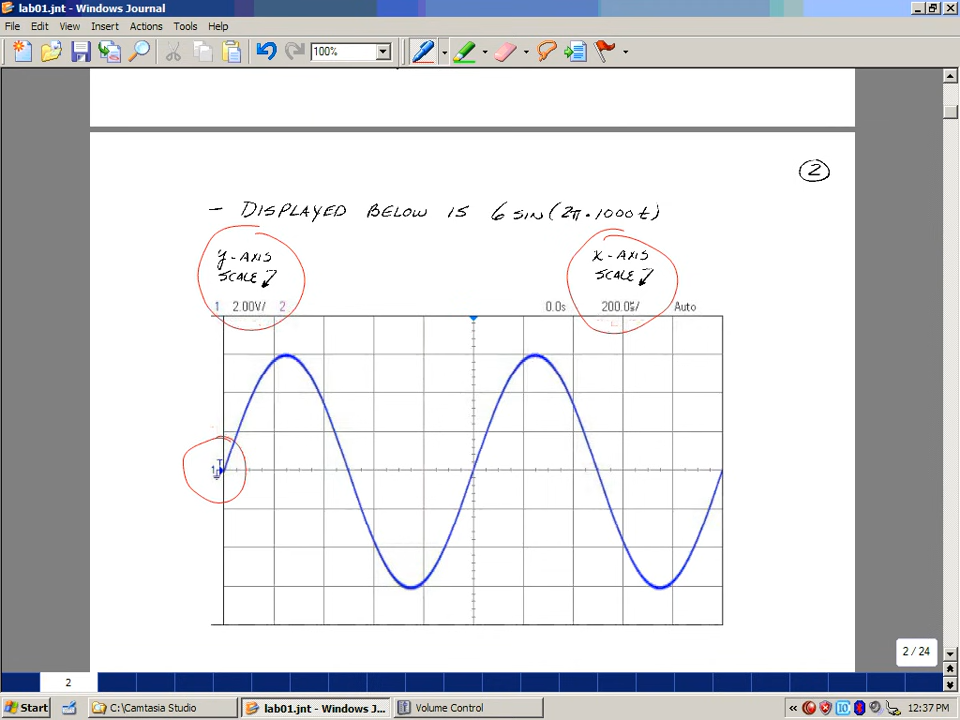 lab01.jnt - Windows Journal
File Edit View Insert Actions Tools Help
100%
2
- DISPLAYED BELOW IS 6 SIN(2π·1000t)
y-AXIS
SCALE
X-AXIS
SCALE
1 2.00V/ 2 0.0s 200.0µs/ Auto
1
2 / 24
2
Start C:\Camtasia Studio lab01.jnt - Windows J... Volume Control « 12:37 PM